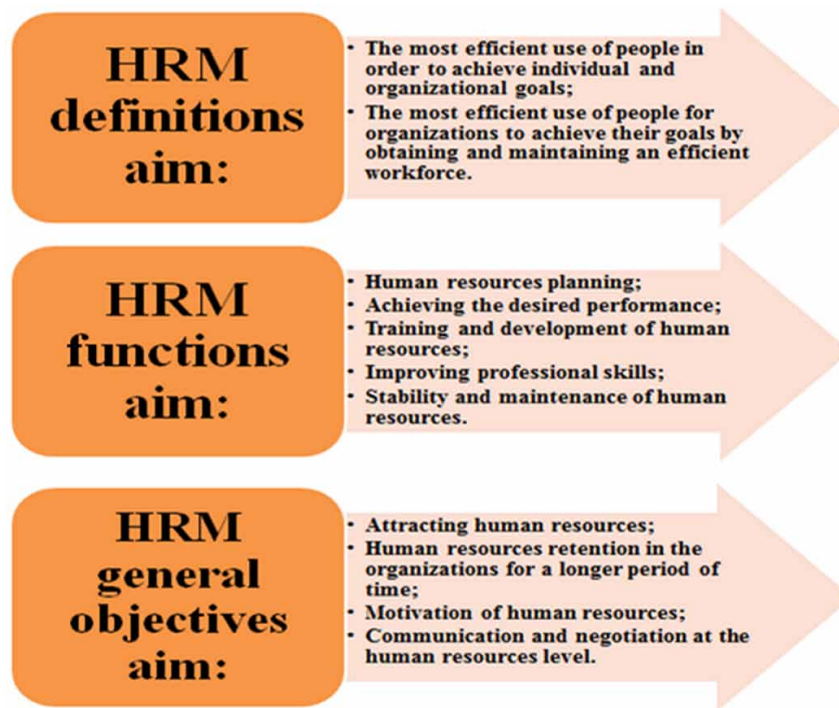 HRM
definitions
aim:
• The most efficient use of people in
order to achieve individual and
organizational goals;
• The most efficient use of people for
organizations to achieve their goals by
obtaining and maintaining an efficient
workforce.
HRM
functions
aim:
• Human resources planning;
• Achieving the desired performance;
• Training and development of human
resources;
• Improving professional skills;
• Stability and maintenance of human
resources.
HRM
general
objectives
aim:
• Attracting human resources;
• Human resources retention in the
organizations for a longer period of
time;
• Motivation of human resources;
• Communication and negotiation at the
human resources level.